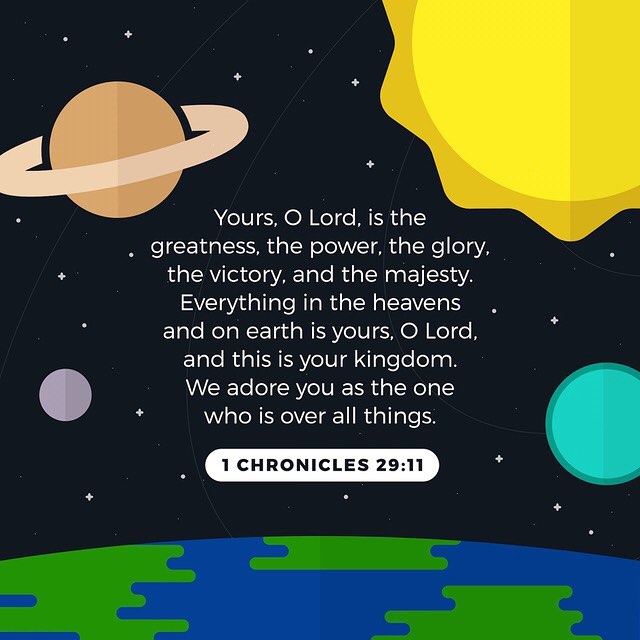 Yours, O Lord, is the
greatness, the power, the glory,
the victory, and the majesty.
Everything in the heavens
and on earth is yours, O Lord,
and this is your kingdom.
We adore you as the one
who is over all things.
1 CHRONICLES 29:11